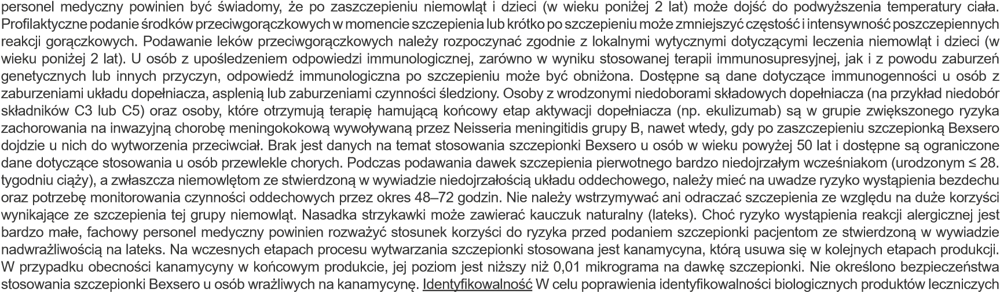 personel medyczny powinien być świadomy, że po zaszczepieniu niemowląt i dzieci (w wieku poniżej 2 lat) może dojść do podwyższenia temperatury ciała.
Profilaktyczne podanie środków przeciwgorączkowych w momencie szczepienia lub krótko po szczepieniu może zmniejszyć częstość i intensywność poszczepiennych
reakcji gorączkowych. Podawanie leków przeciwgorączkowych należy rozpoczynać zgodnie z lokalnymi wytycznymi dotyczącymi leczenia niemowląt i dzieci (w
wieku poniżej 2 lat). U osób z upośledzeniem odpowiedzi immunologicznej, zarówno w wyniku stosowanej terapii immunosupresyjnej, jak i z powodu zaburzeń
genetycznych lub innych przyczyn, odpowiedź immunologiczna po szczepieniu może być obniżona. Dostępne są dane dotyczące immunogenności u osób z
zaburzeniami układu dopełniacza, asplenią lub zaburzeniami czynności śledziony. Osoby z wrodzonymi niedoborami składowych dopełniacza (na przykład niedobór
składników C3 lub C5) oraz osoby, które otrzymują terapię hamującą końcowy etap aktywacji dopełniacza (np. ekulizumab) są w grupie zwiększonego ryzyka
zachorowania na inwazyjną chorobę meningokokową wywoływaną przez Neisseria meningitidis grupy B, nawet wtedy, gdy po zaszczepieniu szczepionką Bexsero
dojdzie u nich do wytworzenia przeciwciał. Brak jest danych na temat stosowania szczepionki Bexsero u osób w wieku powyżej 50 lat i dostępne są ograniczone
dane dotyczące stosowania u osób przewlekle chorych. Podczas podawania dawek szczepienia pierwotnego bardzo niedojrzałym wcześniakom (urodzonym ≤ 28.
tygodniu ciąży), a zwłaszcza niemowlętom ze stwierdzoną w wywiadzie niedojrzałością układu oddechowego, należy mieć na uwadze ryzyko wystąpienia bezdechu
oraz potrzebę monitorowania czynności oddechowych przez okres 48–72 godzin. Nie należy wstrzymywać ani odraczać szczepienia ze względu na duże korzyści
wynikające ze szczepienia tej grupy niemowląt. Nasadka strzykawki może zawierać kauczuk naturalny (lateks). Choć ryzyko wystąpienia reakcji alergicznej jest
bardzo małe, fachowy personel medyczny powinien rozważyć stosunek korzyści do ryzyka przed podaniem szczepionki pacjentom ze stwierdzoną w wywiadzie
nadwrażliwością na lateks. Na wczesnych etapach procesu wytwarzania szczepionki stosowana jest kanamycyna, którą usuwa się w kolejnych etapach produkcji.
W przypadku obecności kanamycyny w końcowym produkcie, jej poziom jest niższy niż 0,01 mikrograma na dawkę szczepionki. Nie określono bezpieczeństwa
stosowania szczepionki Bexsero u osób wrażliwych na kanamycynę. Identyfikowalność W celu poprawienia identyfikowalności biologicznych produktów leczniczych